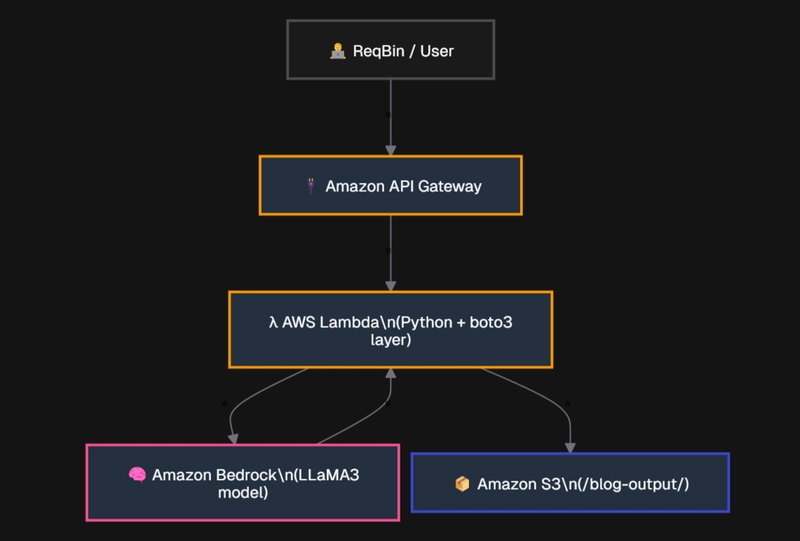 🧑‍💻 ReqBin / User
Amazon API Gateway
λ AWS Lambda\n(Python + boto3
layer)
🧠 Amazon Bedrock\n(LLaMA3
model)
📦 Amazon S3\n(/blog-output/)